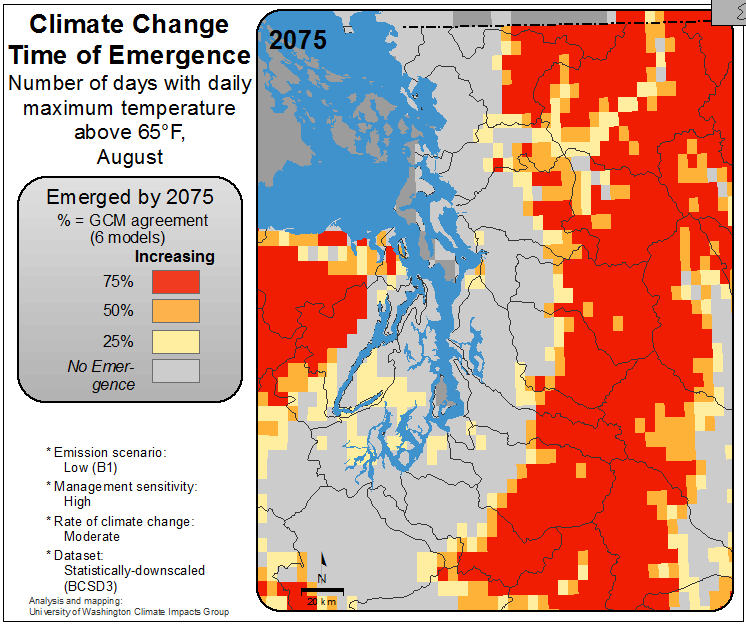 Climate Change
Time of Emergence
Number of days with daily
maximum temperature
above 65°F,
August
Emerged by 2075
% = GCM agreement
(6 models)
Increasing
75%
50%
25%
No Emer-
gence
* Emission scenario:
Low (B1)
* Management sensitivity:
High
* Rate of climate change:
Moderate
* Dataset:
Statistically-downscaled
(BCSD3)
Analysis and mapping:
University of Washington Climate Impacts Group
2075
N
20 km